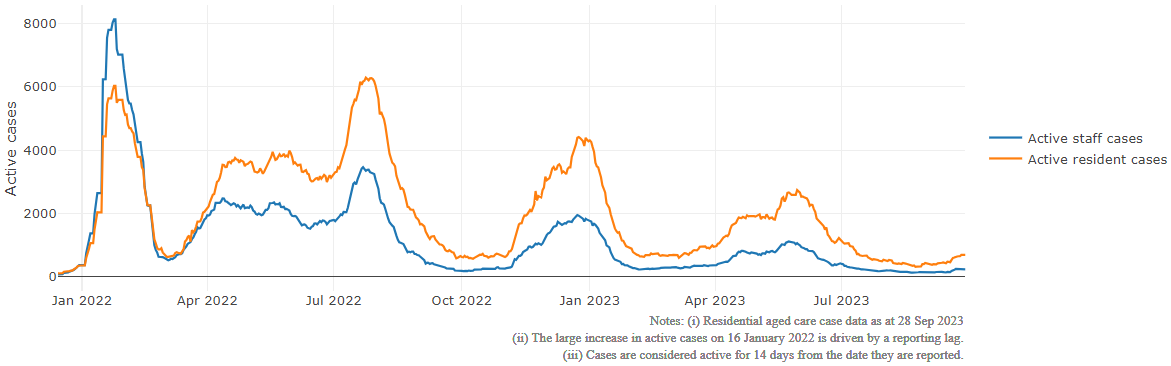 8000
6000
4000
2000
0
Active cases
Jan 2022
Apr 2022
Jul 2022
Oct 2022
Jan 2023
Apr 2023
Jul 2023
Active staff cases
Active resident cases
Notes: (i) Residential aged care case data as at 28 Sep 2023
(ii) The large increase in active cases on 16 January 2022 is driven by a reporting lag.
(iii) Cases are considered active for 14 days from the date they are reported.